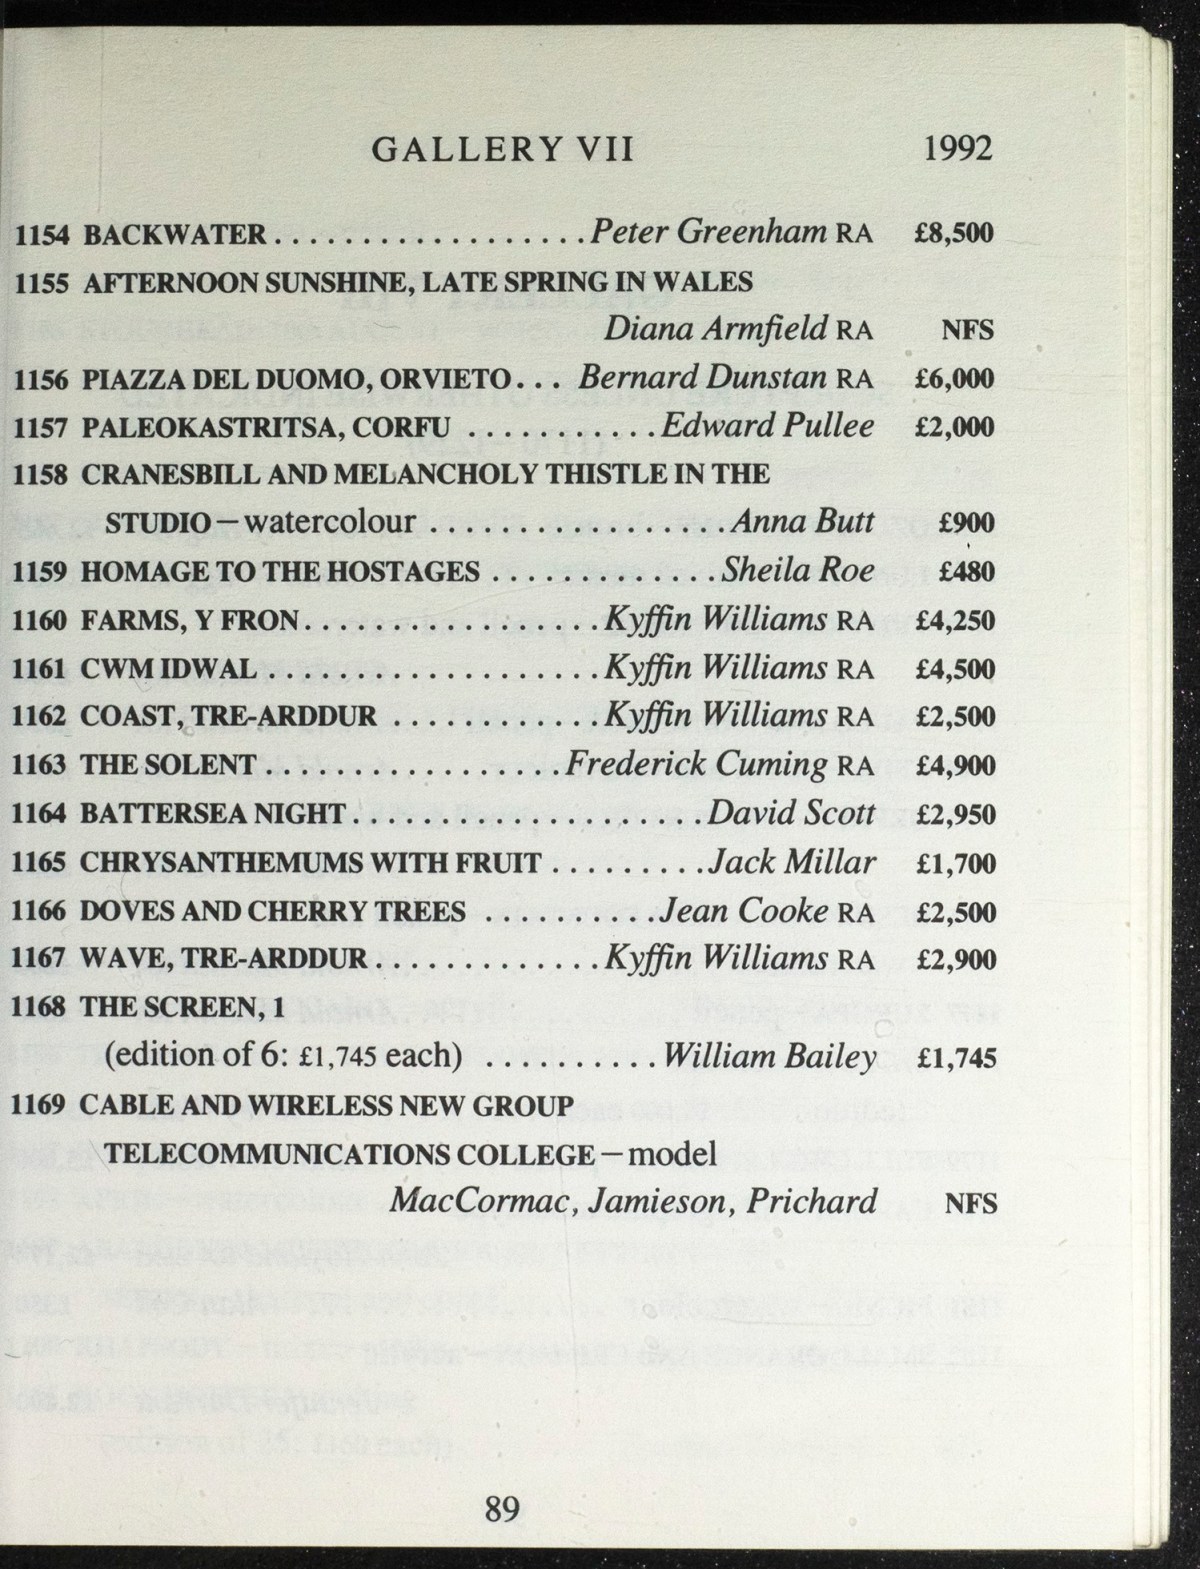 GALLERY VII 1992
1154 BACKWATER . . . . . . . . . . . . . . . . . . Peter Greenham RA £8,500
1155 AFTERNOON SUNSHINE, LATE SPRING IN WALES
Diana Armfield RA NFS
1156 PIAZZA DEL DUOMO, ORVIETO . . . Bernard Dunstan RA £6,000
1157 PALEOKASTRITSA, CORFU . . . . . . . . . . . Edward Pullee £2,000
1158 CRANESBILL AND MELANCHOLY THISTLE IN THE
STUDIO—watercolour . . . . . . . . . . . . . . . . . Anna Butt £900
1159 HOMAGE TO THE HOSTAGES . . . . . . . . . . . . . Sheila Roe £480
1160 FARMS, Y FRON . . . . . . . . . . . . . . . . . Kyffin Williams RA £4,250
1161 CWM IDWAL . . . . . . . . . . . . . . . . . . . Kyffin Williams RA £4,500
1162 COAST, TRE-ARDDUR . . . . . . . . . . . . Kyffin Williams RA £2,500
1163 THE SOLENT . . . . . . . . . . . . . . . . . Frederick Cuming RA £4,900
1164 BATTERSEA NIGHT . . . . . . . . . . . . . . . . . . . . . David Scott £2,950
1165 CHRYSANTHEMUMS WITH FRUIT . . . . . . . . . Jack Millar £1,700
1166 DOVES AND CHERRY TREES . . . . . . . . . . Jean Cooke RA £2,500
1167 WAVE, TRE-ARDDUR . . . . . . . . . . . . . Kyffin Williams RA £2,900
1168 THE SCREEN, 1
(edition of 6: £1,745 each) . . . . . . . . . . William Bailey £1,745
1169 CABLE AND WIRELESS NEW GROUP
TELECOMMUNICATIONS COLLEGE—model
MacCormac, Jamieson, Prichard NFS
89